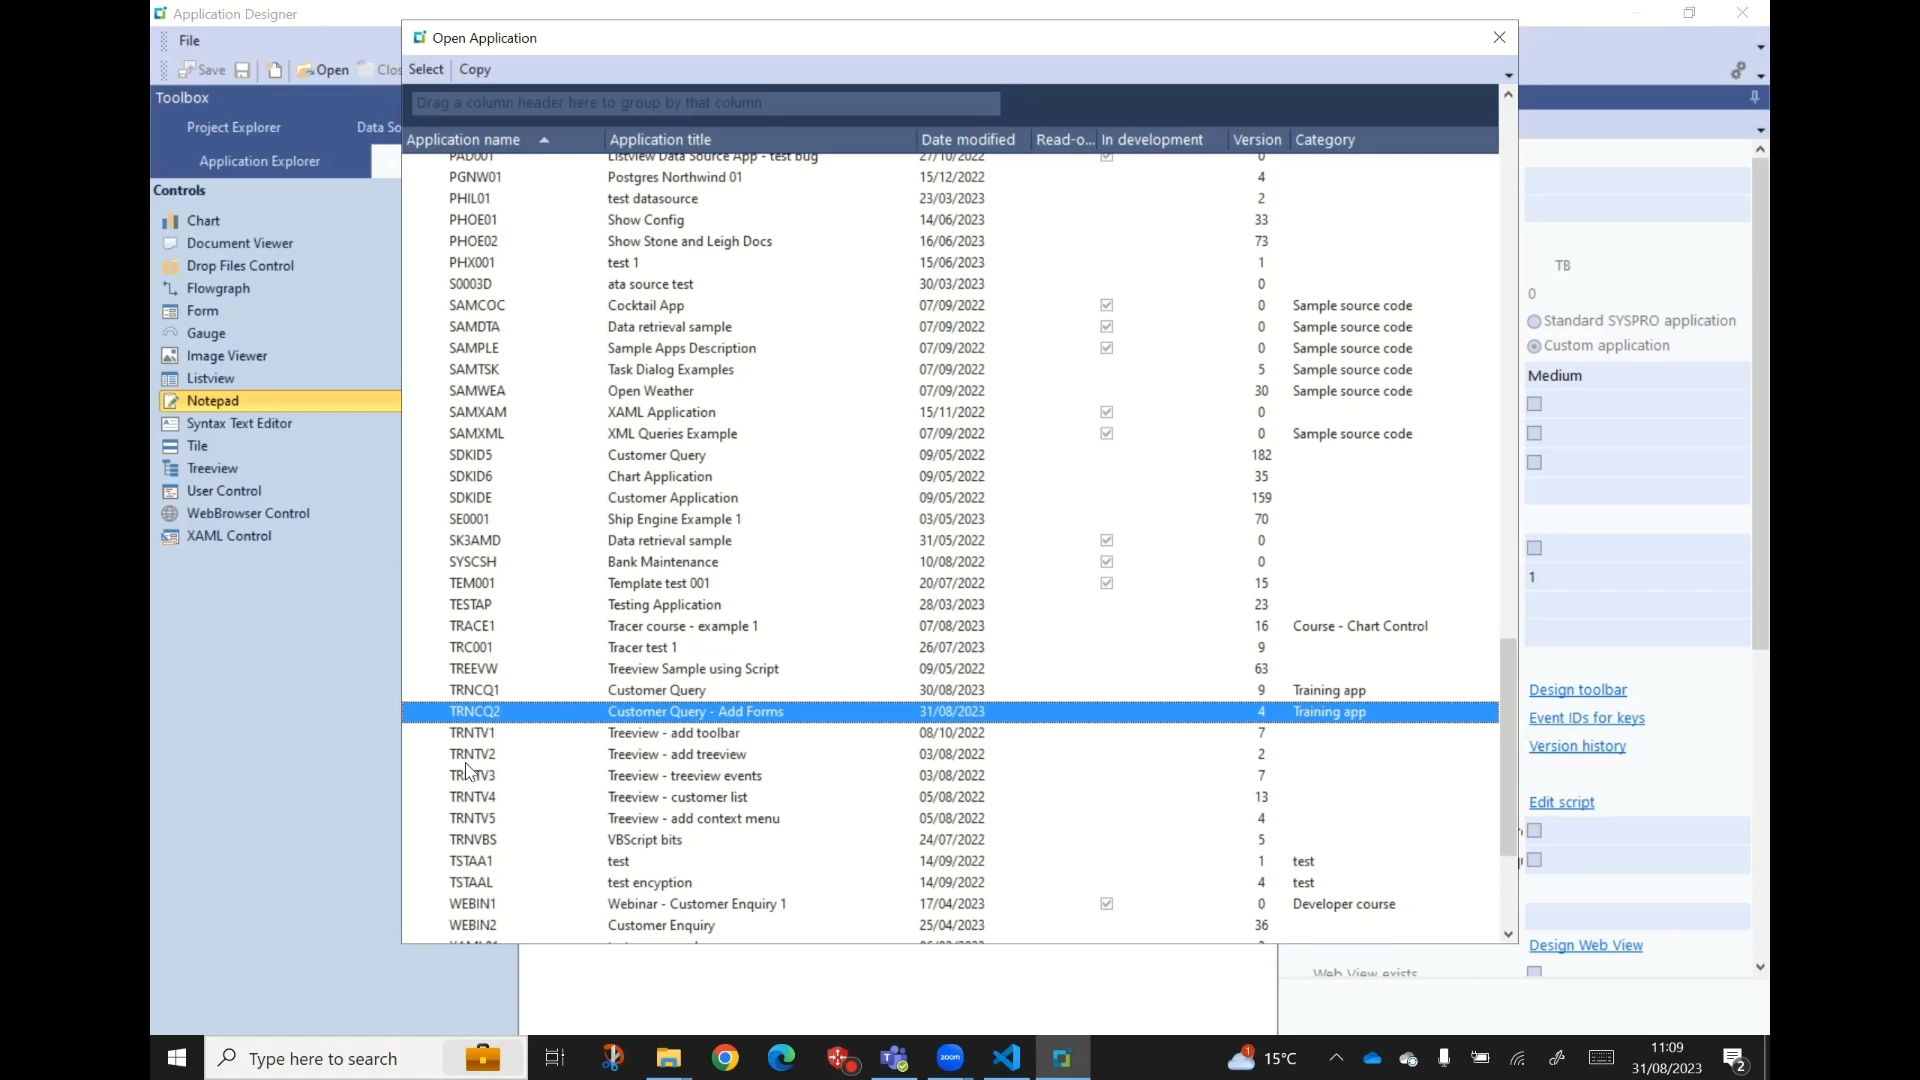 Application Designer
File
Save Open Clos
Toolbox
Project Explorer Data So
Application Explorer
Controls
Chart
Document Viewer
Drop Files Control
Flowgraph
Form
Gauge
Image Viewer
Listview
Notepad
Syntax Text Editor
Tile
Treeview
User Control
WebBrowser Control
XAML Control
Open Application
Select Copy
Drag a column header here to group by that column
Application name Application title Date modified Read-o... In development Version Category
PAD001 Listview Data Source App - test bug 27/10/2022 0
PGNW01 Postgres Northwind 01 15/12/2022 4
PHIL01 test datasource 23/03/2023 2
PHOE01 Show Config 14/06/2023 33
PHOE02 Show Stone and Leigh Docs 16/06/2023 73
PHX001 test 1 15/06/2023 1
S0003D ata source test 30/03/2023 0
SAMCOC Cocktail App 07/09/2022 0 Sample source code
SAMDTA Data retrieval sample 07/09/2022 0 Sample source code
SAMPLE Sample Apps Description 07/09/2022 0 Sample source code
SAMTSK Task Dialog Examples 07/09/2022 5 Sample source code
SAMWEA Open Weather 07/09/2022 30 Sample source code
SAMXAM XAML Application 15/11/2022 0
SAMXML XML Queries Example 07/09/2022 0 Sample source code
SDKID5 Customer Query 09/05/2022 182
SDKID6 Chart Application 09/05/2022 35
SDKIDE Customer Application 09/05/2022 159
SE0001 Ship Engine Example 1 03/05/2023 70
SK3AMD Data retrieval sample 31/05/2022 0
SYSCSH Bank Maintenance 10/08/2022 0
TEM001 Template test 001 20/07/2022 15
TESTAP Testing Application 28/03/2023 23
TRACE1 Tracer course - example 1 07/08/2023 16 Course - Chart Control
TRC001 Tracer test 1 26/07/2023 9
TREEVW Treeview Sample using Script 09/05/2022 63
TRNCQ1 Customer Query 30/08/2023 9 Training app
TRNCQ2 Customer Query - Add Forms 31/08/2023 4 Training app
TRNTV1 Treeview - add toolbar 08/10/2022 7
TRNTV2 Treeview - add treeview 03/08/2022 2
TRNTV3 Treeview - treeview events 03/08/2022 7
TRNTV4 Treeview - customer list 05/08/2022 13
TRNTV5 Treeview - add context menu 05/08/2022 4
TRNVBS VBScript bits 24/07/2022 5
TSTAA1 test 14/09/2022 1 test
TSTAAL test encyption 14/09/2022 4 test
WEBIN1 Webinar - Customer Enquiry 1 17/04/2023 0 Developer course
WEBIN2 Customer Enquiry 25/04/2023 36
TB
0
Standard SYSPRO application
Custom application
Medium
1
Design toolbar
Event IDs for keys
Version history
Edit script
Design Web View
Web View exists
Type here to search
zoom
1
15°C
11:09
31/08/2023
2